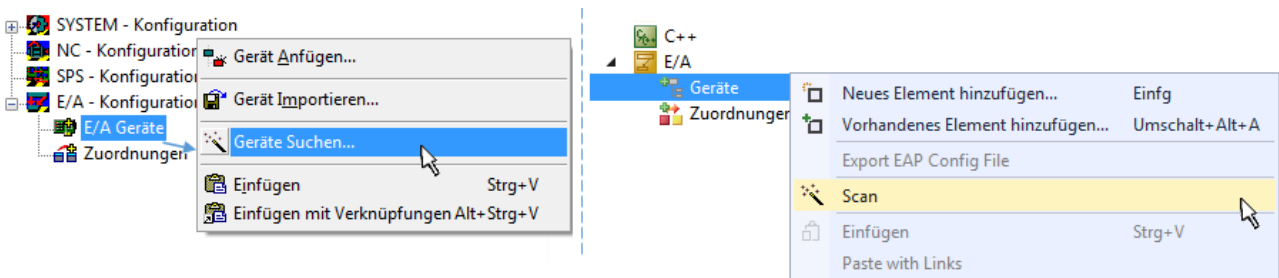 SYSTEM - Konfiguration
NC - Konfiguration
SPS - Konfiguration
E/A - Konfiguration
E/A Geräte
Zuordnungen
Gerät Anfügen...
Gerät Importieren...
Geräte Suchen...
Einfügen Strg+V
Einfügen mit Verknüpfungen Alt+Strg+V
C++
E/A
Geräte
Zuordnungen
Neues Element hinzufügen... Einfg
Vorhandenes Element hinzufügen... Umschalt+Alt+A
Export EAP Config File
Scan
Einfügen Strg+V
Paste with Links